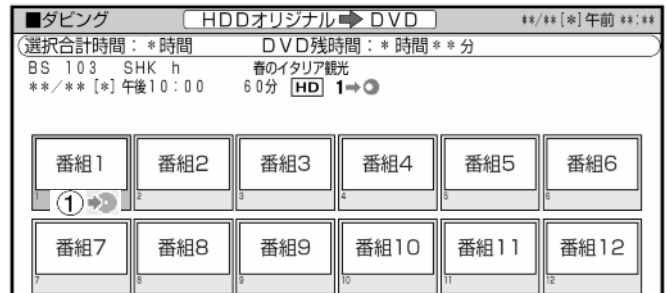 ■ダビング HDDオリジナル➡DVD **/**[*]午前**:**
選択合計時間：*時間 DVD残時間：*時間**分
BS 103 SHK h 春のイタリア観光
**/** [*] 午後10：00 60分 HD 1➡
番組1 番組2 番組3 番組4 番組5 番組6
1 2 3 4 5 6
①
番組7 番組8 番組9 番組10 番組11 番組12
7 8 9 10 11 12